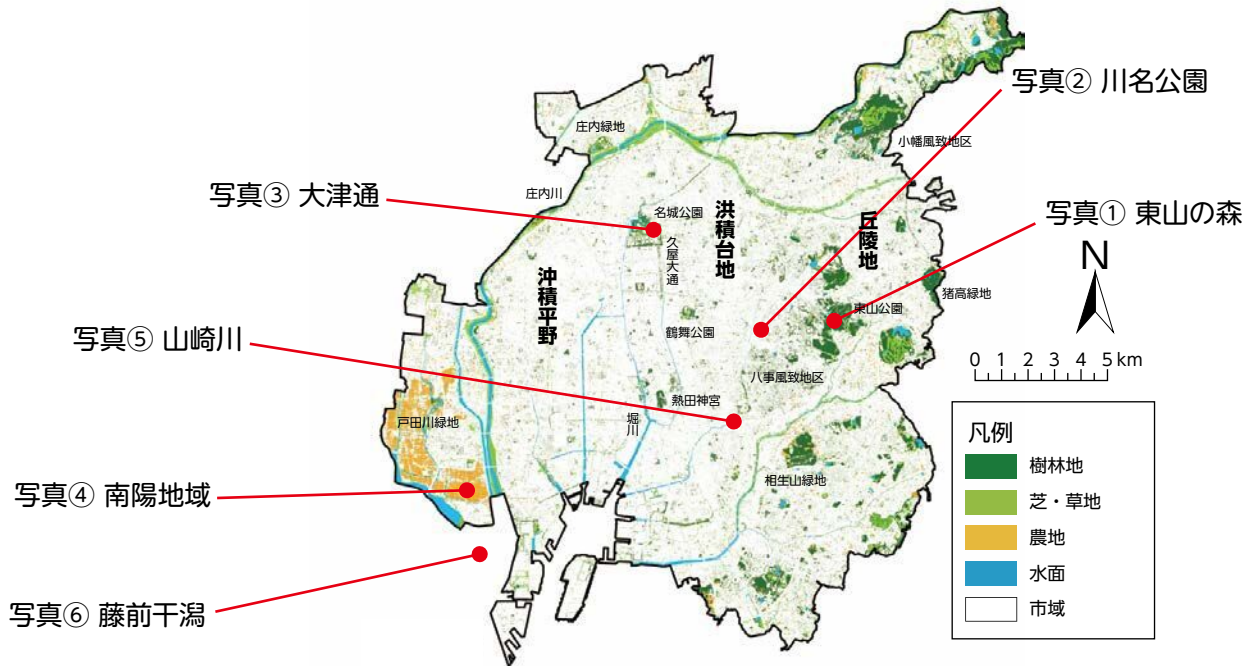 写真② 川名公園
庄内緑地
小幡風致地区
庄内川
写真③ 大津通
名城公園
写真① 東山の森
久屋大通
洪積台地
丘陵地
N
沖積平野
猪高緑地
東山公園
写真⑤ 山崎川
鶴舞公園
0 1 2 3 4 5 km
八事風致地区
熱田神宮
堀川
戸田川緑地
凡例
樹林地
芝・草地
農地
水面
市域
相生山緑地
写真④ 南陽地域
写真⑥ 藤前干潟